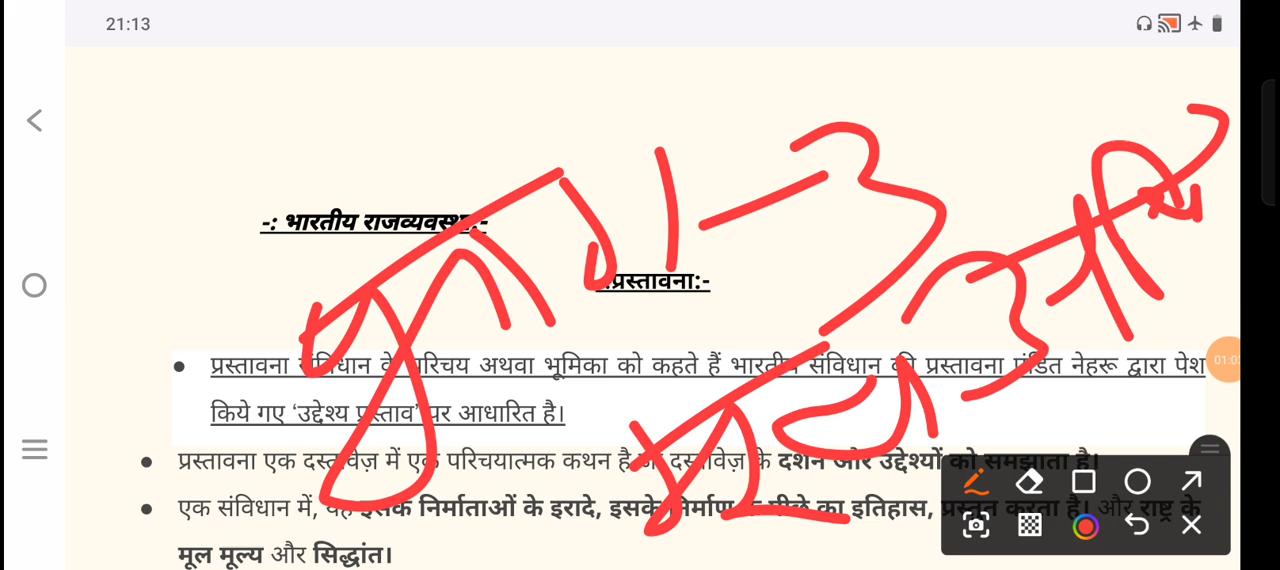 21:13
-: भारतीय राजव्यवस्था:-
प्रस्तावना:-
भाग-3
● प्रस्तावना संविधान के परिचय अथवा भूमिका को कहते हैं भारतीय संविधान की प्रस्तावना पंडित नेहरू द्वारा पेश
किये गए ‘उद्देश्य प्रस्ताव’ पर आधारित है।
● प्रस्तावना एक दस्तावेज़ में एक परिचयात्मक कथन है जो दस्तावेज़ के दर्शन और उद्देश्यों को समझाता है।
● एक संविधान में, यह इसके निर्माताओं के इरादे, इसके निर्माण के पीछे का इतिहास, प्रस्तुत करता है। और राष्ट्र के
मूल मूल्य और सिद्धांत।